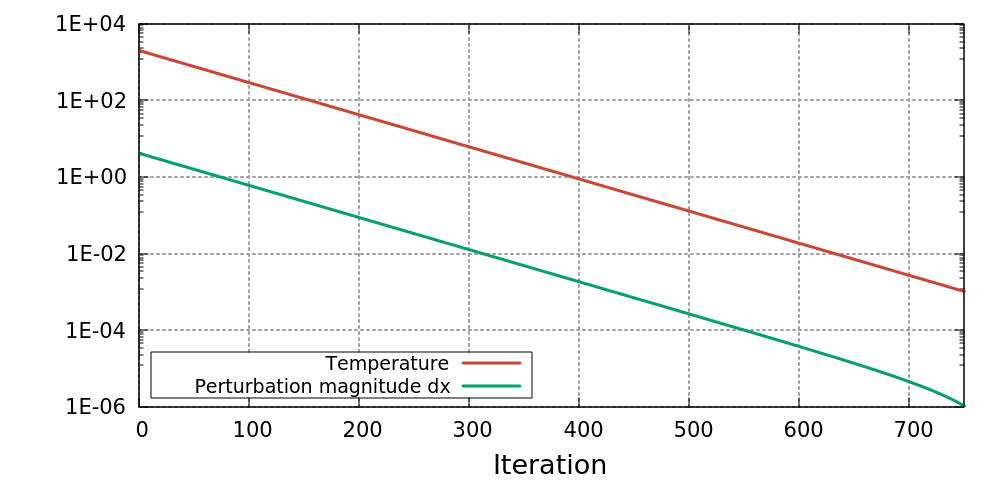 1E+04
1E+02
1E+00
1E-02
1E-04
1E-06
Temperature
Perturbation magnitude dx
0 100 200 300 400 500 600 700
Iteration